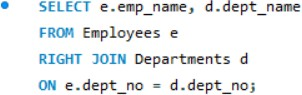 SELECT e.emp_name, d.dept_name
FROM Employees e
RIGHT JOIN Departments d
ON e.dept_no = d.dept_no;